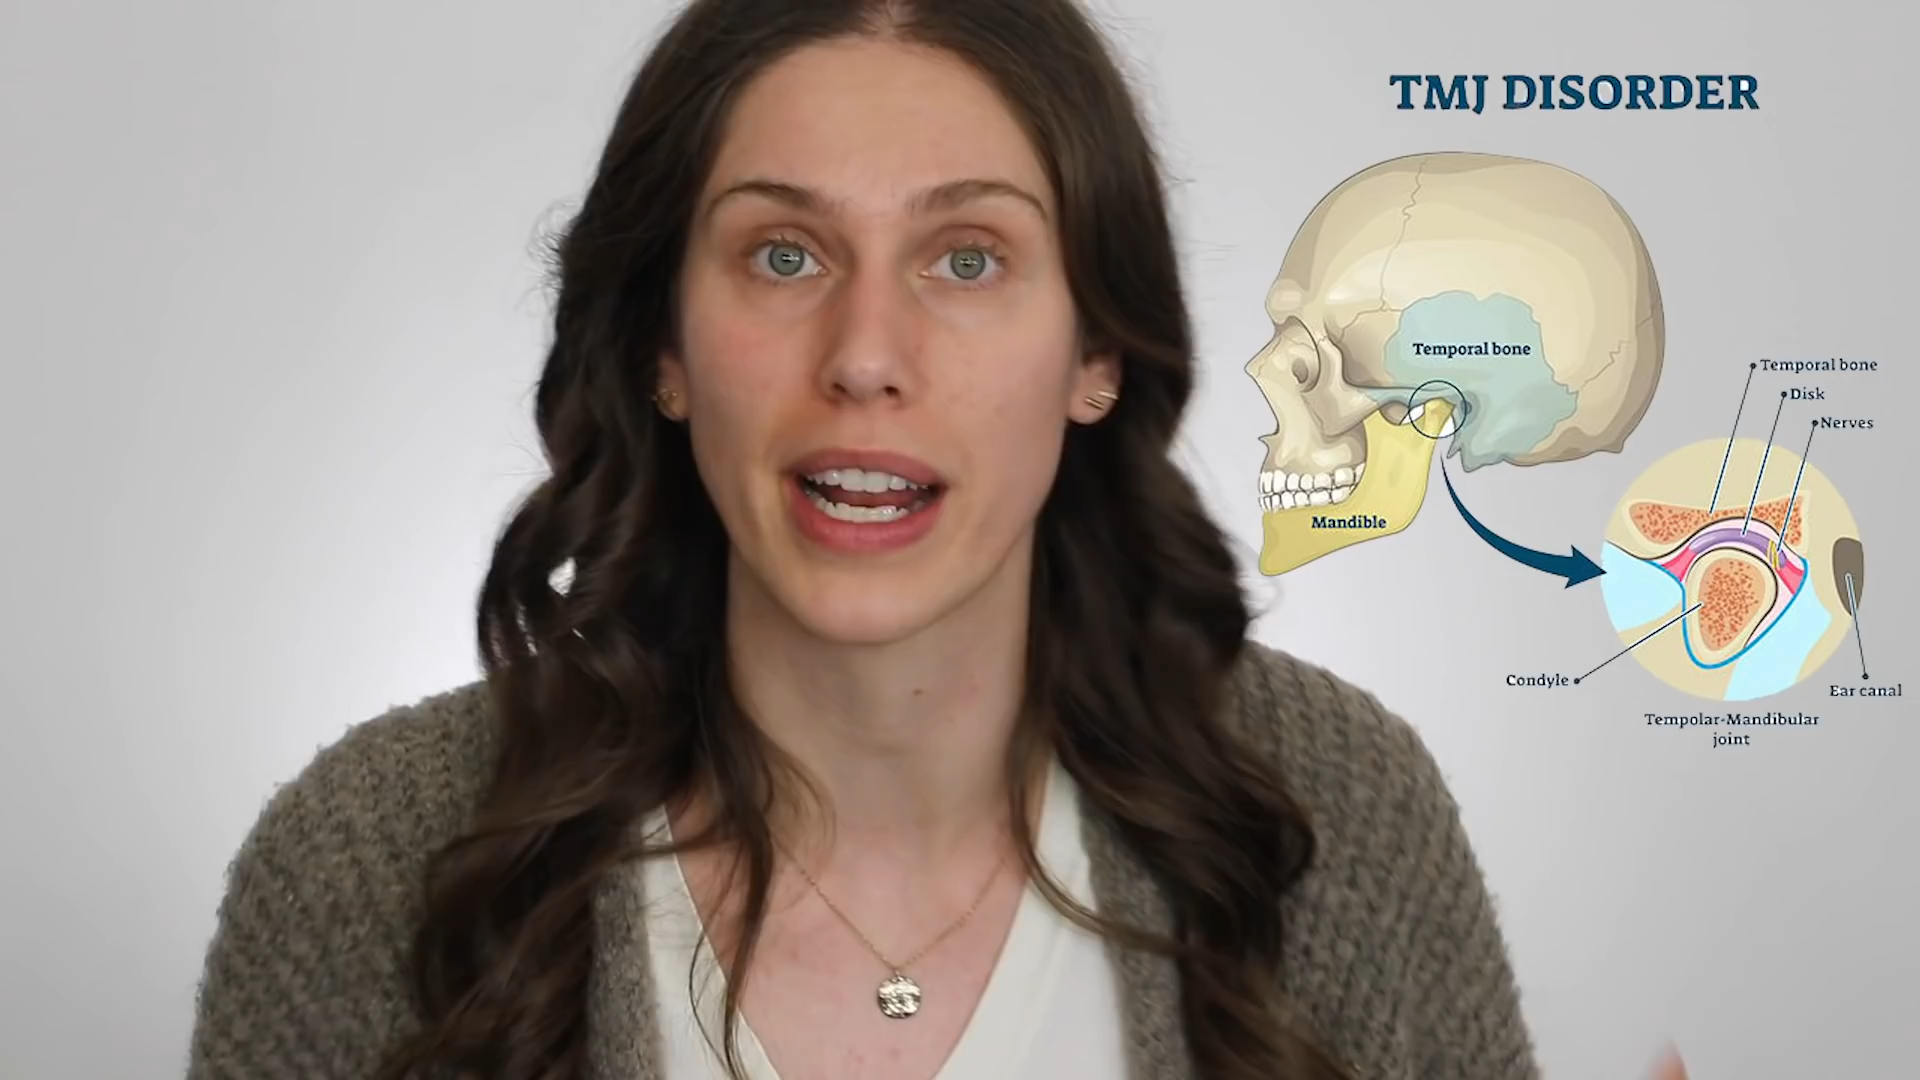 TMJ DISORDER
Temporal bone
Temporal bone
Disk
Nerves
Mandible
Condyle
Ear canal
Tempolar-Mandibular
joint